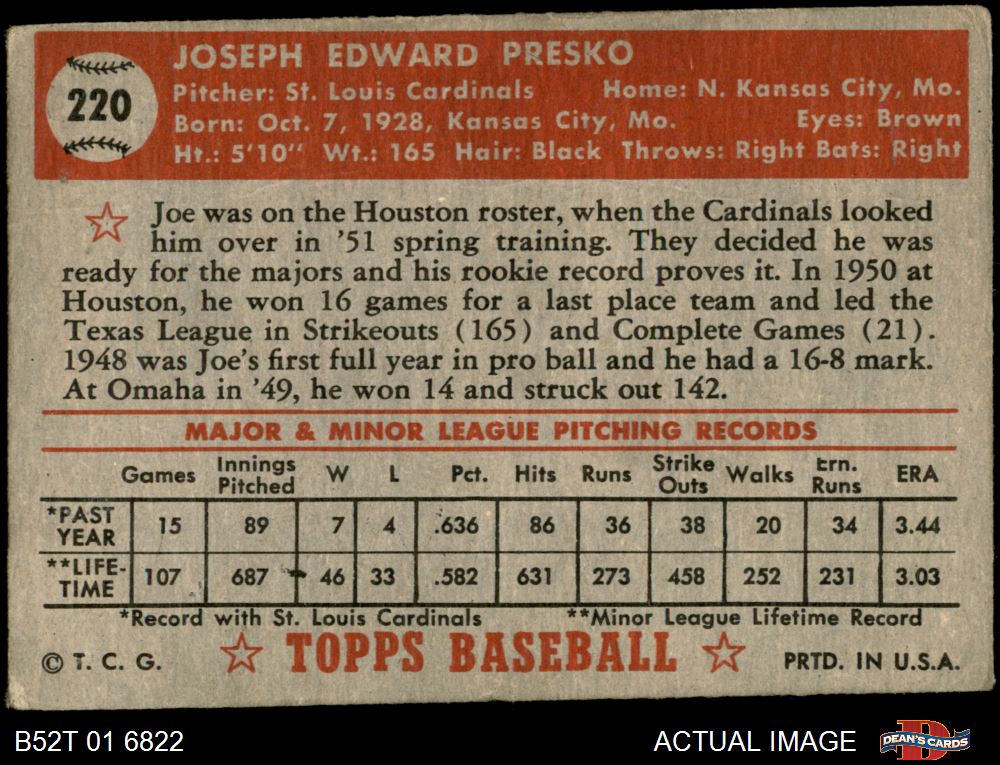 220
JOSEPH EDWARD PRESKO
Pitcher: St. Louis Cardinals Home: N. Kansas City, Mo.
Born: Oct. 7, 1928, Kansas City, Mo. Eyes: Brown
Ht.: 5'10" Wt.: 165 Hair: Black Throws: Right Bats: Right
Joe was on the Houston roster, when the Cardinals looked
him over in '51 spring training. They decided he was
ready for the majors and his rookie record proves it. In 1950 at
Houston, he won 16 games for a last place team and led the
Texas League in Strikeouts (165) and Complete Games (21).
1948 was Joe's first full year in pro ball and he had a 16-8 mark.
At Omaha in '49, he won 14 and struck out 142.
MAJOR & MINOR LEAGUE PITCHING RECORDS
Games Innings Pitched W L Pct. Hits Runs Strike Outs Walks Ern. Runs ERA
*PAST YEAR 15 89 7 4 .636 86 36 38 20 34 3.44
**LIFE-TIME 107 687 46 33 .582 631 273 458 252 231 3.03
*Record with St. Louis Cardinals **Minor League Lifetime Record
© T. C. G. TOPPS BASEBALL PRTD. IN U.S.A.
B52T 01 6822 ACTUAL IMAGE DEAN'S CARDS